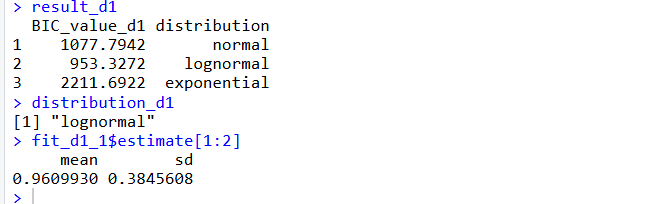 > result_d1
  BIC_value_d1 distribution
1    1077.7942       normal
2     953.3272    lognormal
3    2211.6922  exponential
> distribution_d1
[1] "lognormal"
> fit_d1_1$estimate[1:2]
     mean        sd
0.9609930 0.3845608
>